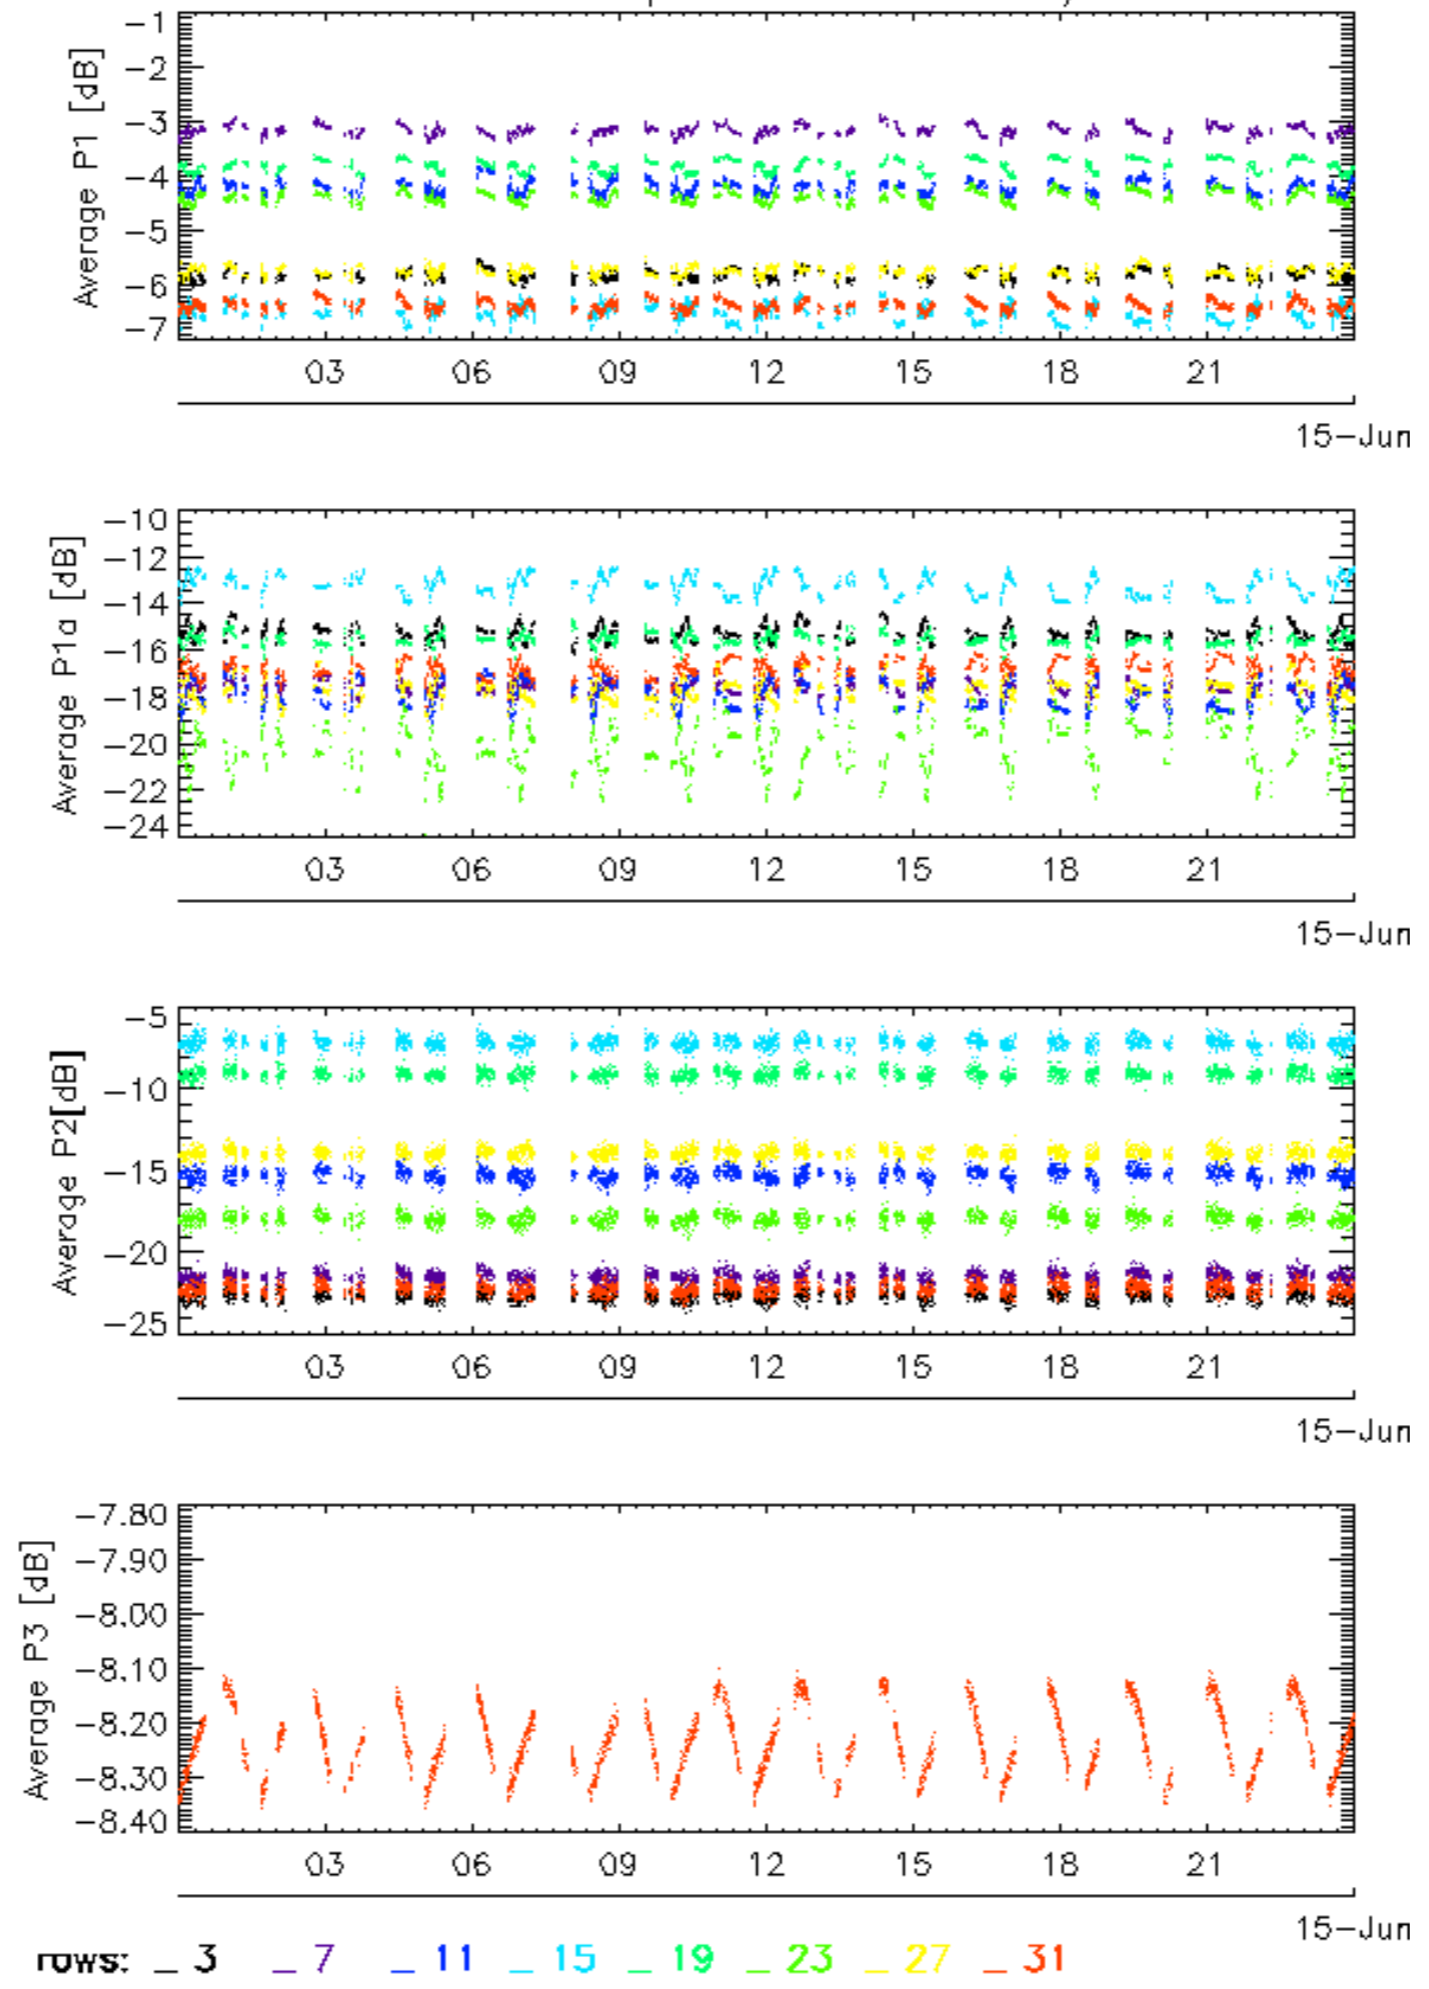 Average P1 [dB]
-1
-2
-3
-4
-5
-6
-7
03 06 09 12 15 18 21
15-Jun
Average P1a [dB]
-10
-12
-14
-16
-18
-20
-22
-24
03 06 09 12 15 18 21
15-Jun
Average P2[dB]
-5
-10
-15
-20
-25
03 06 09 12 15 18 21
15-Jun
Average P3 [dB]
-7.80
-7.90
-8.00
-8.10
-8.20
-8.30
-8.40
03 06 09 12 15 18 21
15-Jun
rows: _ 3 _ 7 _ 11 _ 15 _ 19 _ 23 _ 27 _ 31